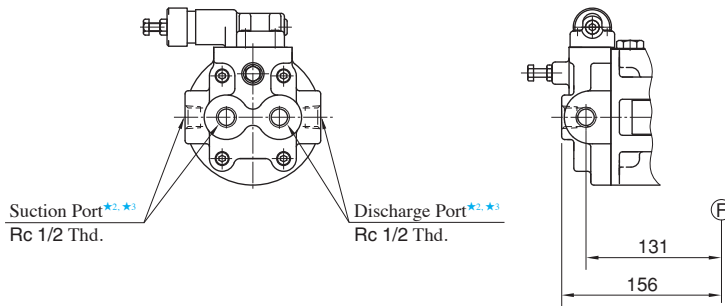 Suction Port★2, ★3
Rc 1/2 Thd.
Discharge Port★2, ★3
Rc 1/2 Thd.
F
131
156